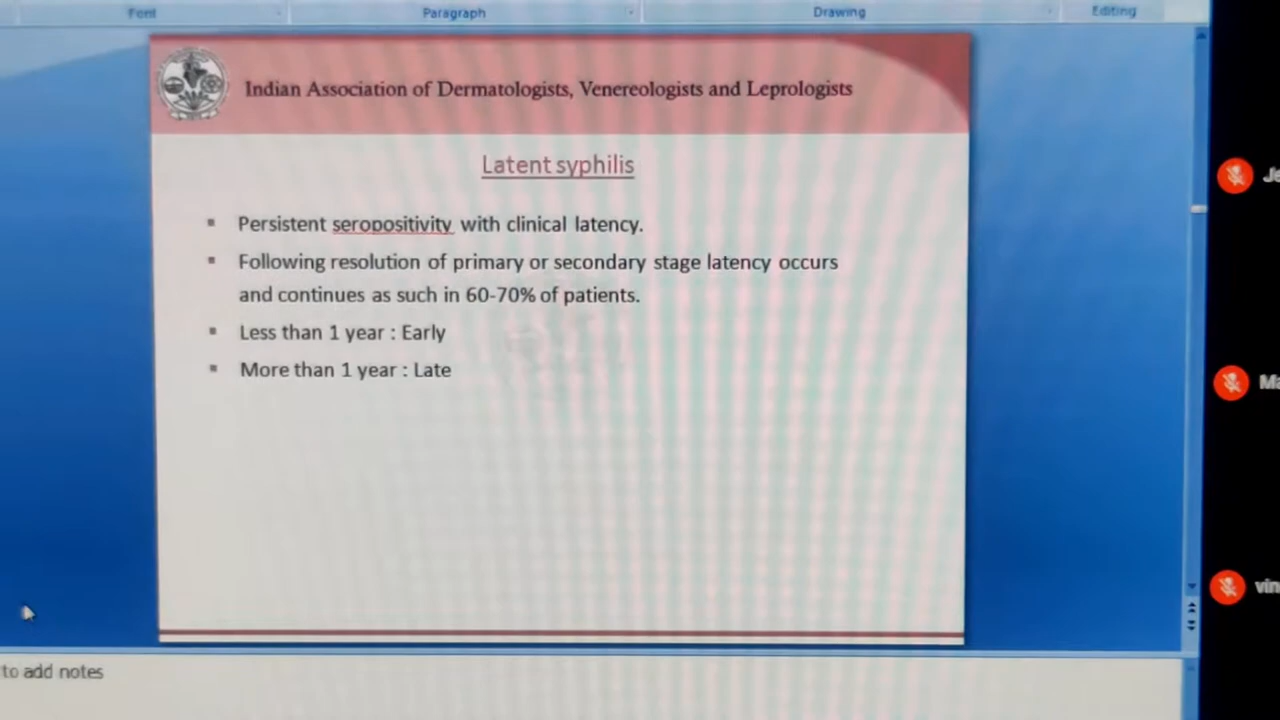 Font
Paragraph
Drawing
Editing
Indian Association of Dermatologists, Venereologists and Leprologists
Latent syphilis
Persistent seropositivity with clinical latency.
Following resolution of primary or secondary stage latency occurs
and continues as such in 60-70% of patients.
Less than 1 year : Early
More than 1 year : Late
to add notes